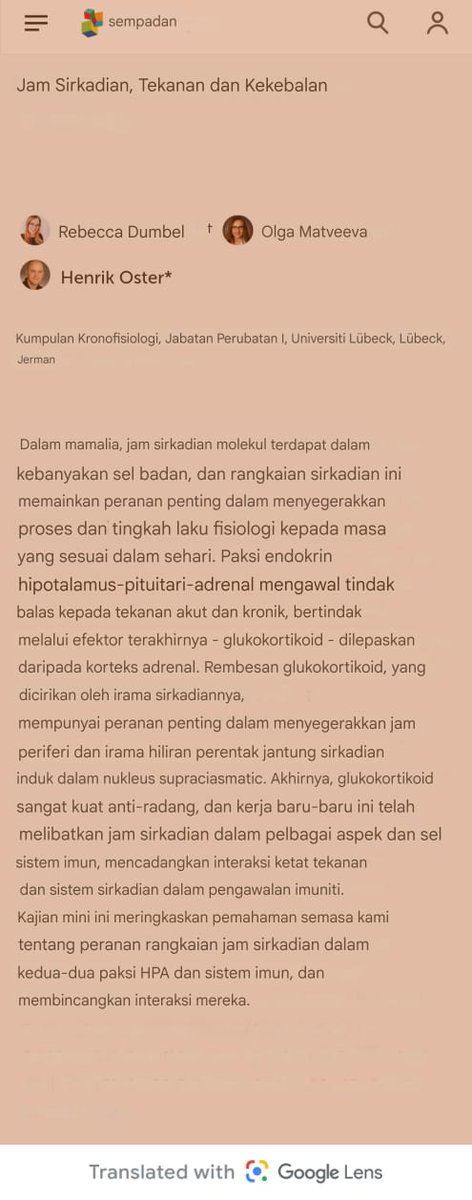 sempadan
Jam Sirkadian, Tekanan dan Kekebalan
Rebecca Dumbel † Olga Matveeva
Henrik Oster*
Kumpulan Kronofisiologi, Jabatan Perubatan I, Universiti Lübeck, Lübeck,
Jerman
Dalam mamalia, jam sirkadian molekul terdapat dalam
kebanyakan sel badan, dan rangkaian sirkadian ini
memainkan peranan penting dalam menyegerakkan
proses dan tingkah laku fisiologi kepada masa
yang sesuai dalam sehari. Paksi endokrin
hipotalamus-pituitari-adrenal mengawal tindak
balas kepada tekanan akut dan kronik, bertindak
melalui efektor terakhirnya - glukokortikoid - dilepaskan
daripada korteks adrenal. Rembesan glukokortikoid, yang
dicirikan oleh irama sirkadiannya,
mempunyai peranan penting dalam menyegerakkan jam
periferi dan irama hiliran perentak jantung sirkadian
induk dalam nukleus supraciasmatic. Akhirnya, glukokortikoid
sangat kuat anti-radang, dan kerja baru-baru ini telah
melibatkan jam sirkadian dalam pelbagai aspek dan sel
sistem imun, mencadangkan interaksi ketat tekanan
dan sistem sirkadian dalam pengawalan imuniti.
Kajian mini ini meringkaskan pemahaman semasa kami
tentang peranan rangkaian jam sirkadian dalam
kedua-dua paksi HPA dan sistem imun, dan
membincangkan interaksi mereka.
Translated with Google Lens